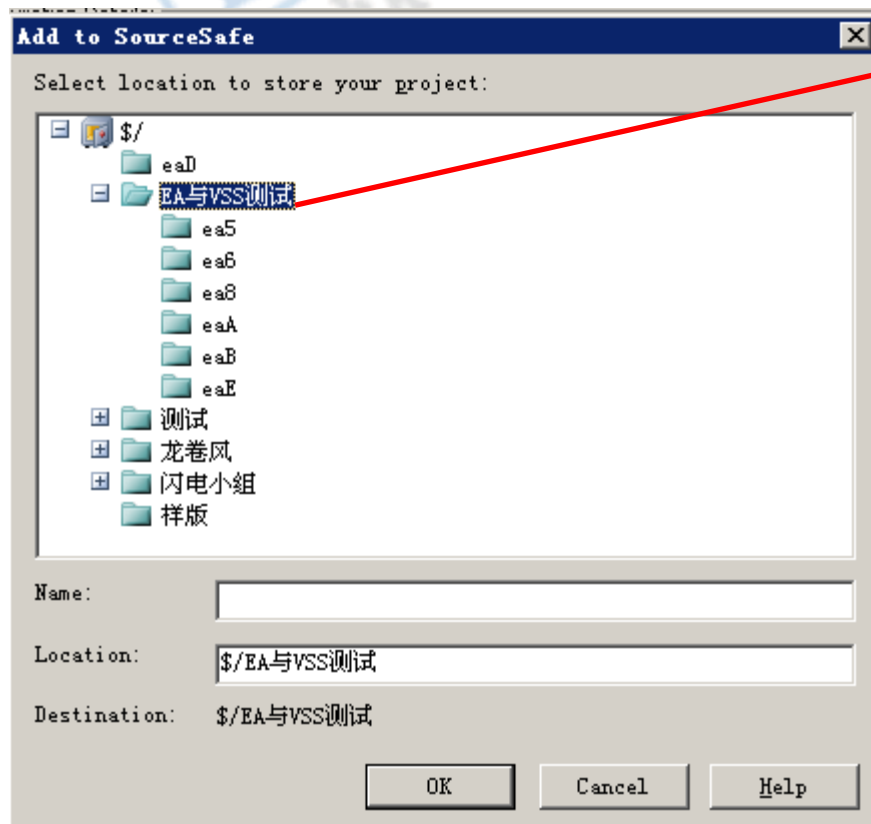 Add to SourceSafe
Select location to store your project:
$/
eaD
EA与VSS测试
ea5
ea6
ea8
eaA
eaB
eaE
测试
龙卷风
闪电小组
样版
Name:
Location: $/EA与VSS测试
Destination: $/EA与VSS测试
OK Cancel Help